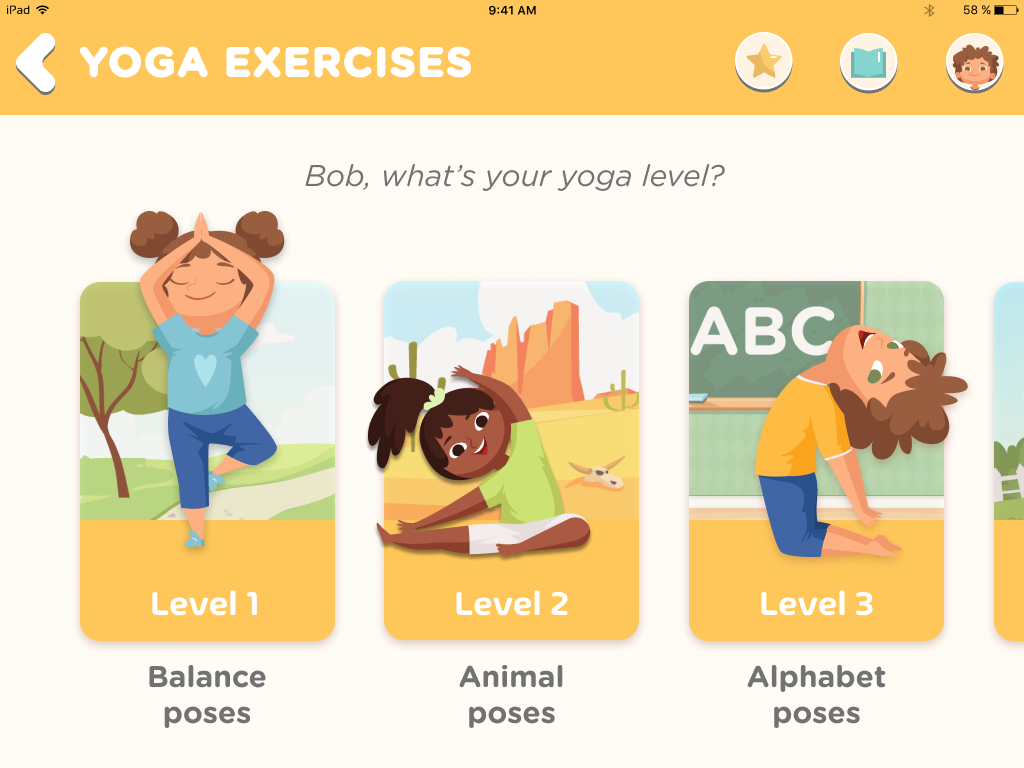 iPad 9:41 AM 58 %
YOGA EXERCISES
Bob, what's your yoga level?
ABC
Level 1
Level 2
Level 3
Balance
poses
Animal
poses
Alphabet
poses